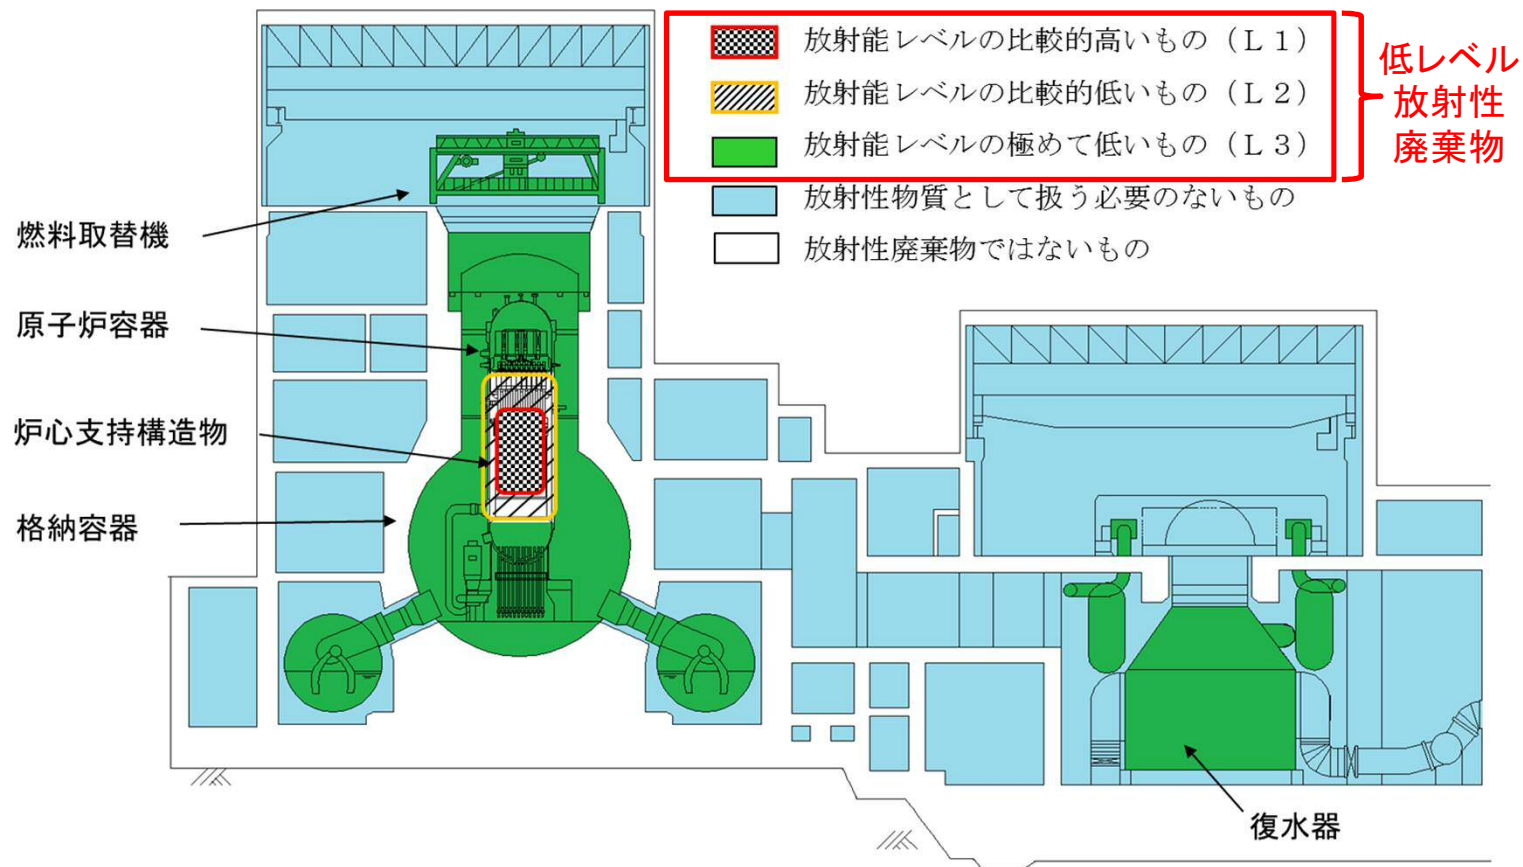 放射能レベルの比較的高いもの（Ｌ１）
放射能レベルの比較的低いもの（Ｌ２）
放射能レベルの極めて低いもの（Ｌ３）
放射性物質として扱う必要のないもの
放射性廃棄物ではないもの
低レベル
放射性
廃棄物
燃料取替機
原子炉容器
炉心支持構造物
格納容器
復水器